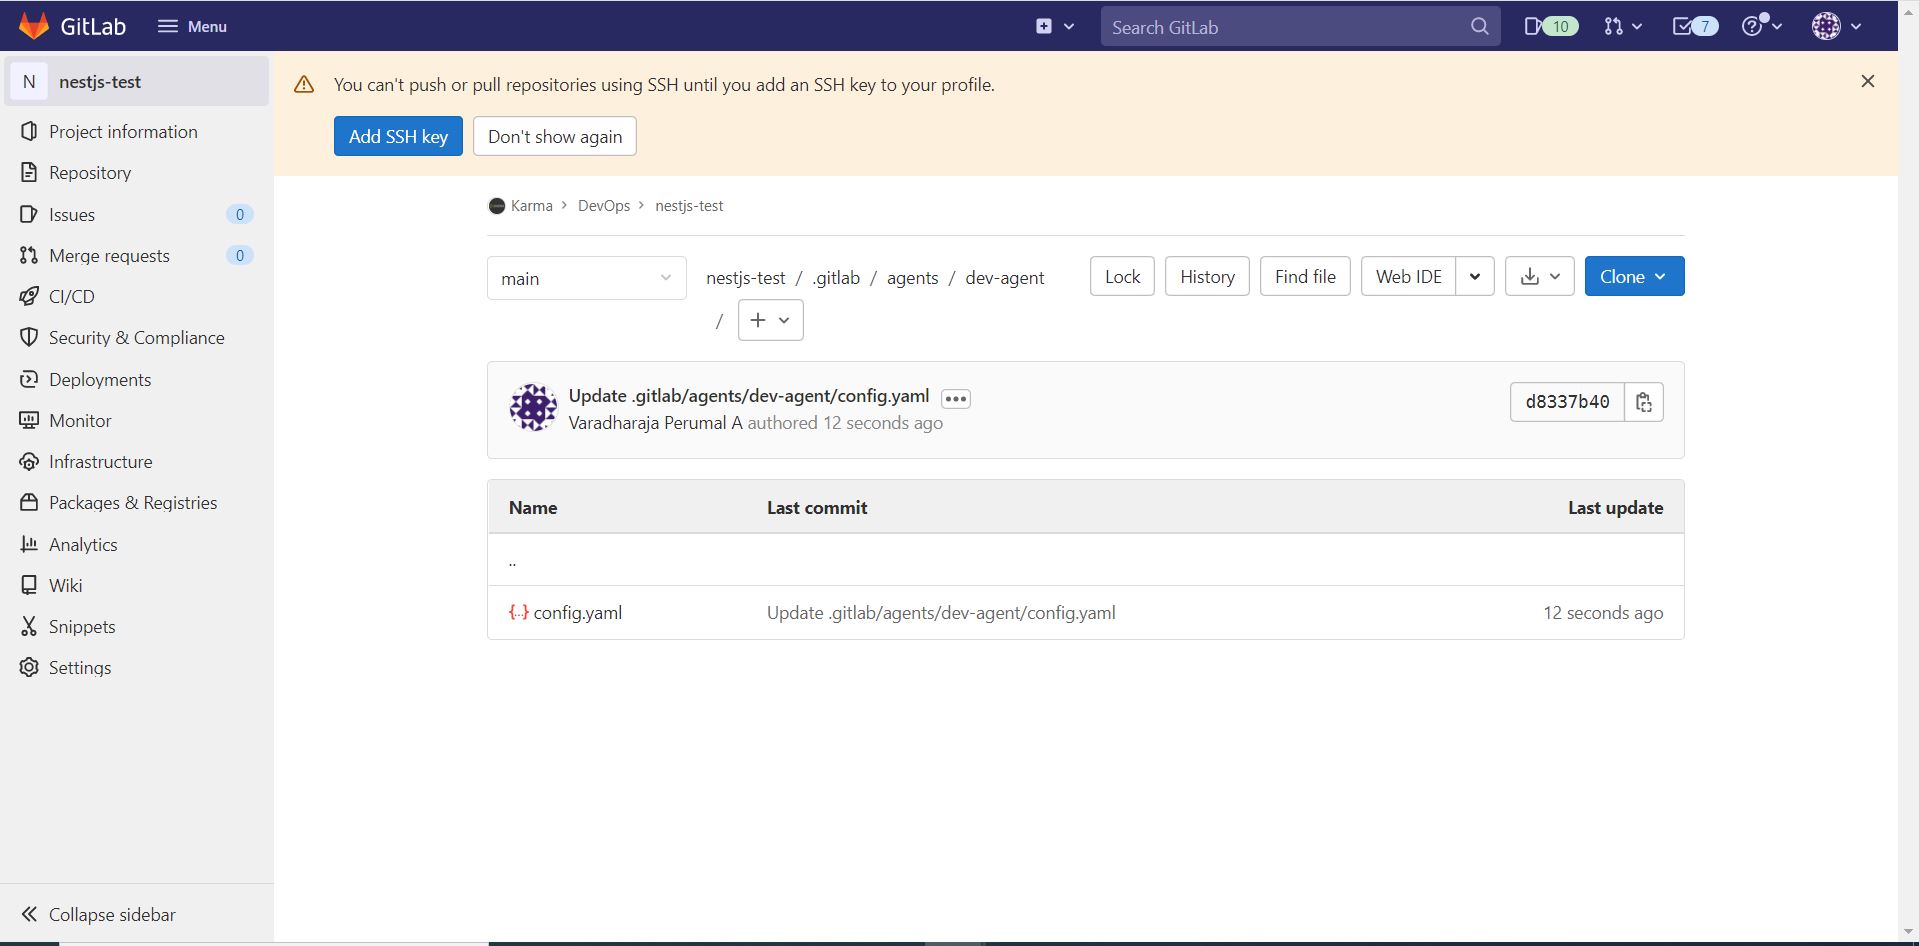 GitLab
Menu
Search GitLab
10
7
N nestjs-test
Project information
Repository
Issues 0
Merge requests 0
CI/CD
Security & Compliance
Deployments
Monitor
Infrastructure
Packages & Registries
Analytics
Wiki
Snippets
Settings
Collapse sidebar
You can't push or pull repositories using SSH until you add an SSH key to your profile.
Add SSH key
Don't show again
Karma > DevOps > nestjs-test
main
nestjs-test / .gitlab / agents / dev-agent
/ +
Lock
History
Find file
Web IDE
Clone
Update .gitlab/agents/dev-agent/config.yaml
Varadharaja Perumal A authored 12 seconds ago
d8337b40
Name Last commit Last update
..
{..} config.yaml Update .gitlab/agents/dev-agent/config.yaml 12 seconds ago